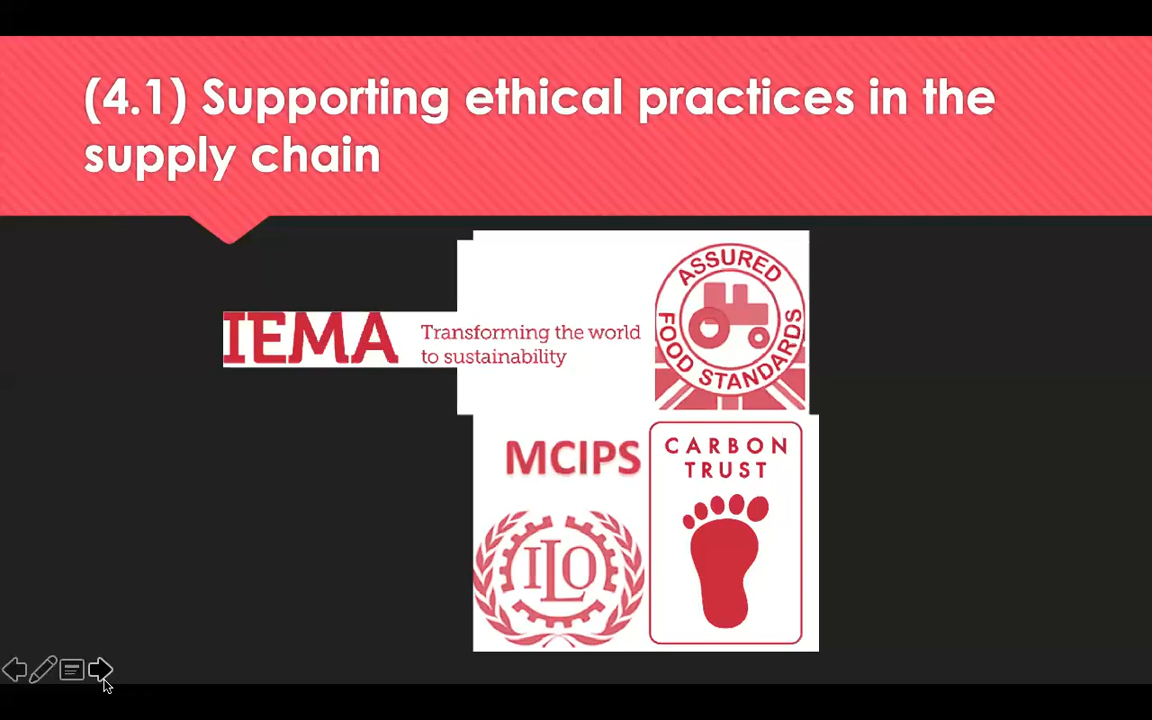 (4.1) Supporting ethical practices in the
supply chain
IEMA
Transforming the world
to sustainability
ASSURED
FOOD STANDARDS
MCIPS
CARBON
TRUST
ILO